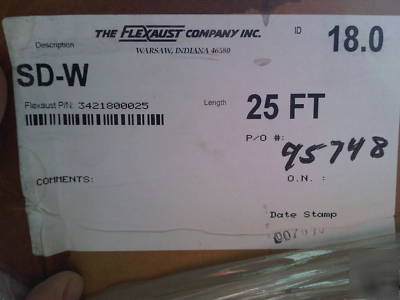 THE FLEXAUST COMPANY INC.
WARSAW, INDIANA 46580
ID 18.0
Description
SD-W
Flexaust P/N: 3421800025
Length 25 FT
P/O #: 95748
COMMENTS:
O.N. :
Date Stamp